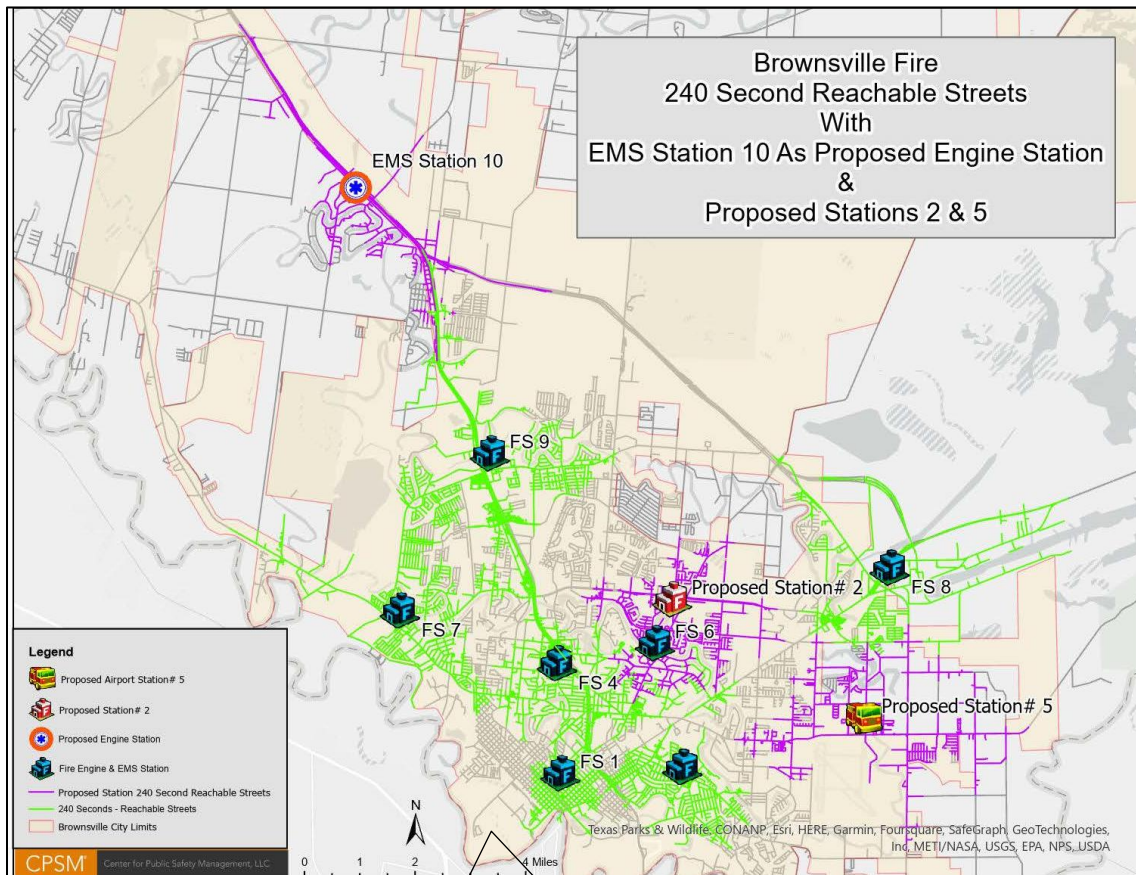 Brownsville Fire
240 Second Reachable Streets
With
EMS Station 10 As Proposed Engine Station
&
Proposed Stations 2 & 5
EMS Station 10
FS 9
Proposed Station# 2
FS 8
FS 7
FS 6
FS 4
Proposed Station# 5
FS 1
Legend
Proposed Airport Station# 5
Proposed Station# 2
Proposed Engine Station
Fire Engine & EMS Station
Proposed Station 240 Second Reachable Streets
240 Seconds - Reachable Streets
Brownsville City Limits
CPSM®
Center for Public Safety Management, LLC
N
0 1 2 4 Miles
Texas Parks & Wildlife, CONANP, Esri, HERE, Garmin, Foursquare, SafeGraph, GeoTechnologies,
Inc, METI/NASA, USGS, EPA, NPS, USDA